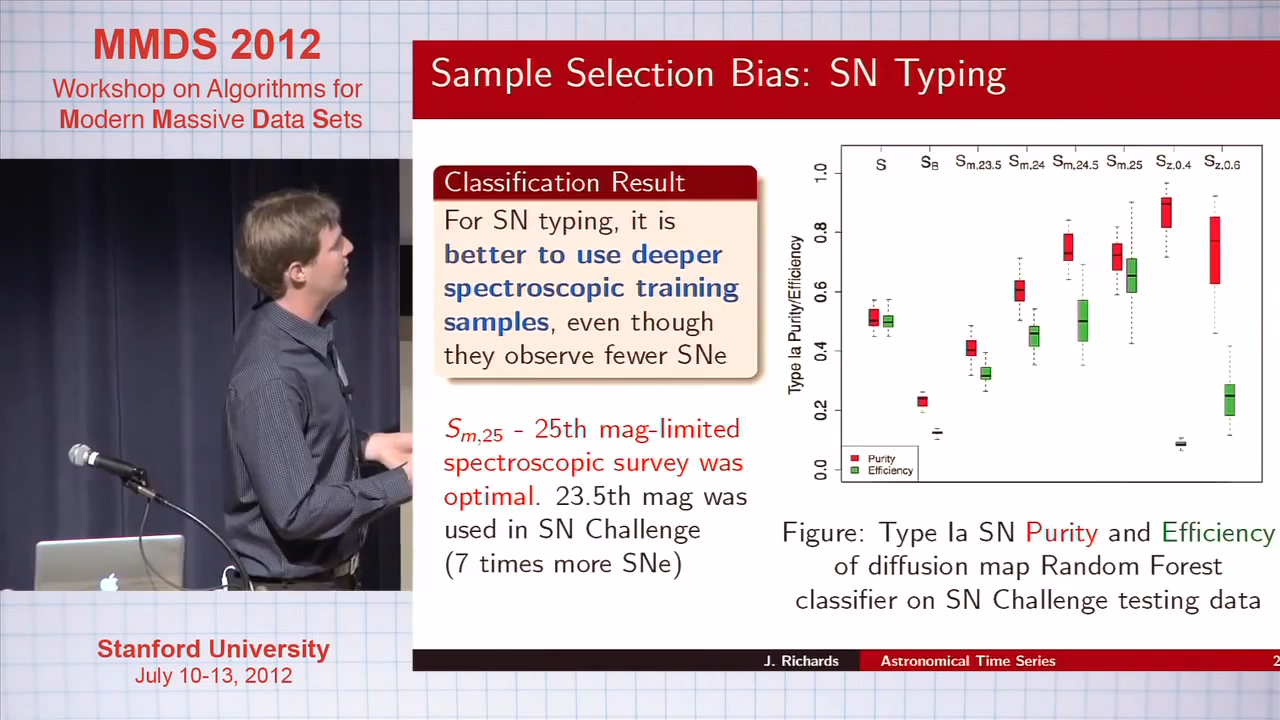 MMDS 2012
Workshop on Algorithms for
Modern Massive Data Sets
Sample Selection Bias: SN Typing
Classification Result
For SN typing, it is
better to use deeper
spectroscopic training
samples, even though
they observe fewer SNe
Sm,25 - 25th mag-limited
spectroscopic survey was
optimal. 23.5th mag was
used in SN Challenge
(7 times more SNe)
S SB Sm,23.5 Sm,24 Sm,24.5 Sm,25 Sz,0.4 Sz,0.6
Type Ia Purity/Efficiency
1.0
0.8
0.6
0.4
0.2
0.0
Purity
Efficiency
Figure: Type Ia SN Purity and Efficiency
of diffusion map Random Forest
classifier on SN Challenge testing data
Stanford University
July 10-13, 2012
J. Richards
Astronomical Time Series
2